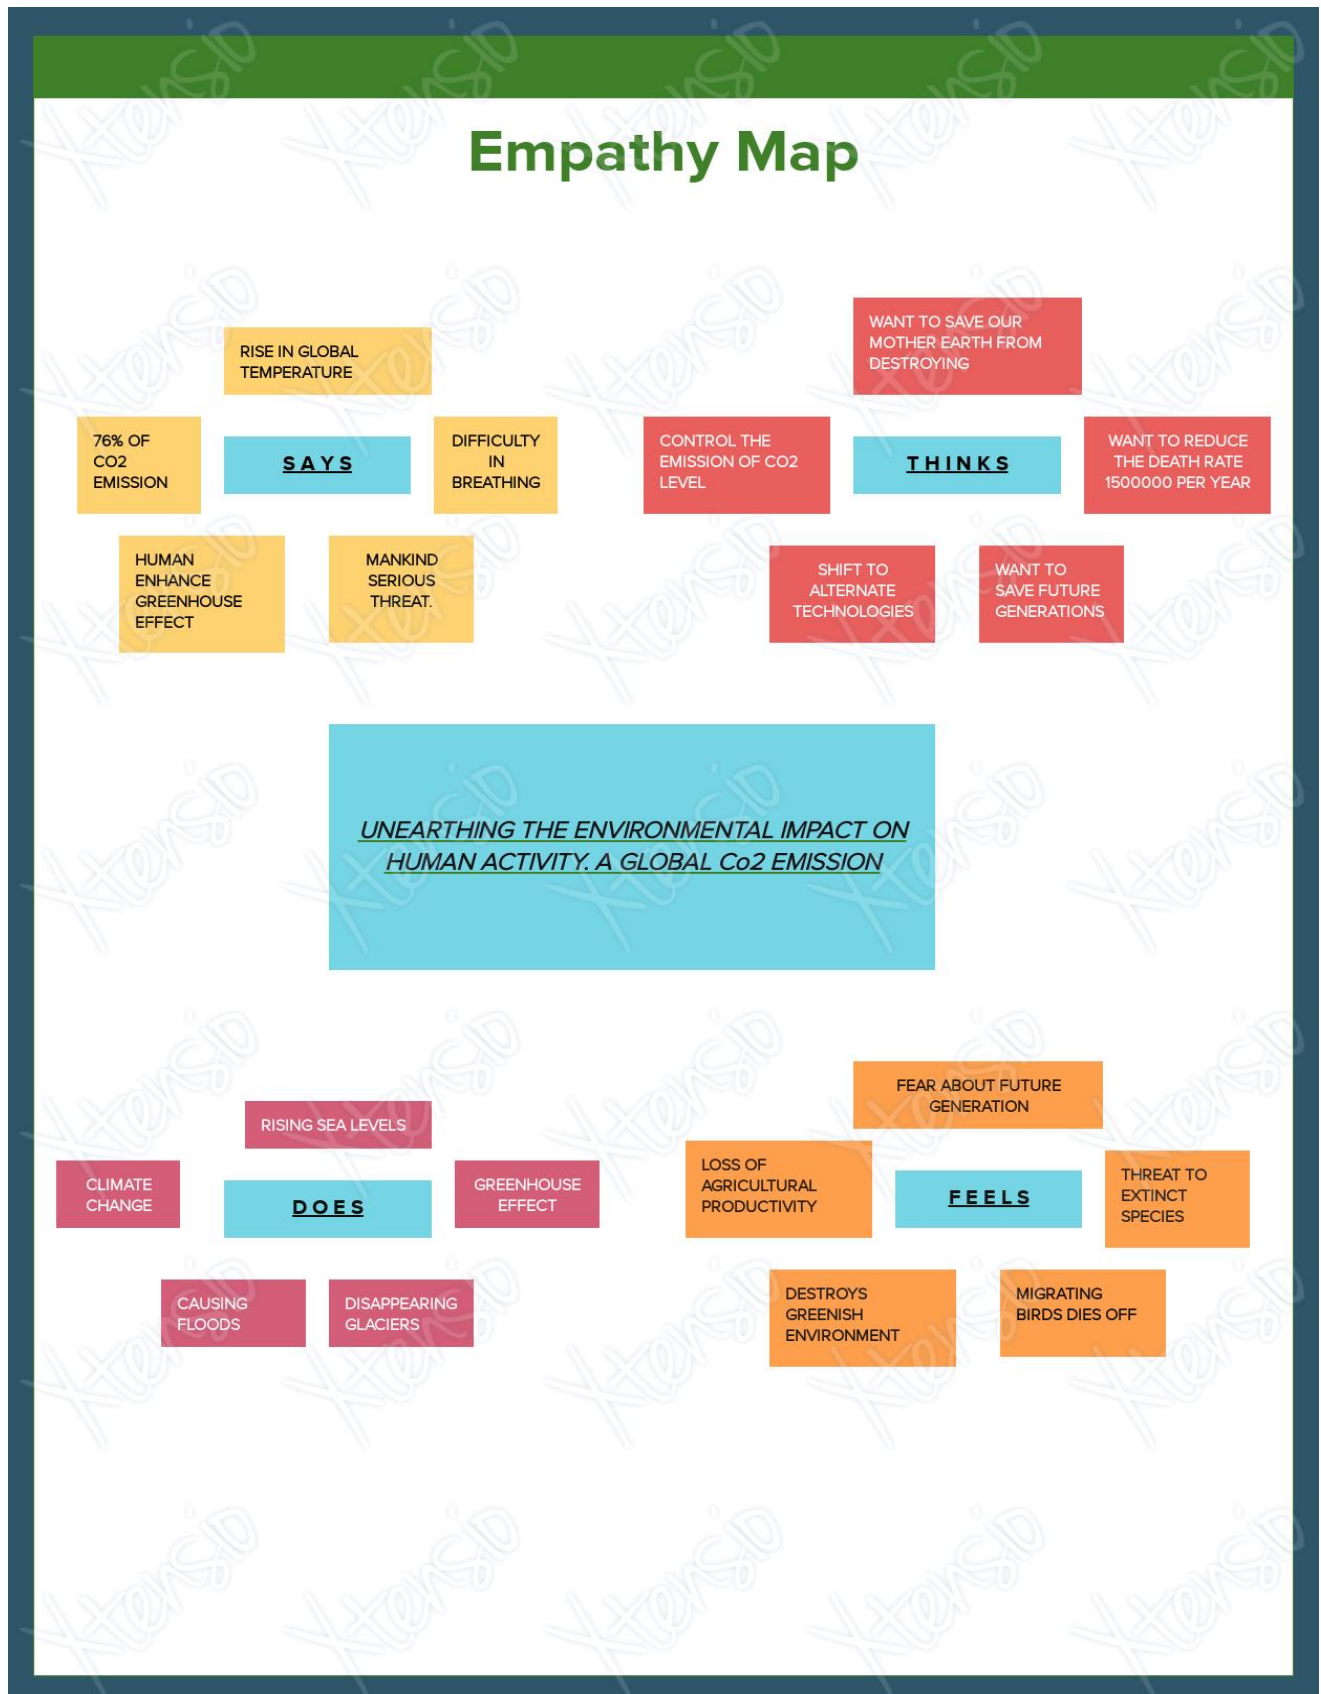 Empathy Map
RISE IN GLOBAL
TEMPERATURE
76% OF
CO2
EMISSION
SAYS
DIFFICULTY
IN
BREATHING
HUMAN
ENHANCE
GREENHOUSE
EFFECT
MANKIND
SERIOUS
THREAT.
WANT TO SAVE OUR
MOTHER EARTH FROM
DESTROYING
CONTROL THE
EMISSION OF CO2
LEVEL
THINKS
WANT TO REDUCE
THE DEATH RATE
1500000 PER YEAR
SHIFT TO
ALTERNATE
TECHNOLOGIES
WANT TO
SAVE FUTURE
GENERATIONS
UNEARTHING THE ENVIRONMENTAL IMPACT ON
HUMAN ACTIVITY. A GLOBAL Co2 EMISSION
RISING SEA LEVELS
CLIMATE
CHANGE
DOES
GREENHOUSE
EFFECT
CAUSING
FLOODS
DISAPPEARING
GLACIERS
FEAR ABOUT FUTURE
GENERATION
LOSS OF
AGRICULTURAL
PRODUCTIVITY
FEELS
THREAT TO
EXTINCT
SPECIES
DESTROYS
GREENISH
ENVIRONMENT
MIGRATING
BIRDS DIES OFF
xtensio